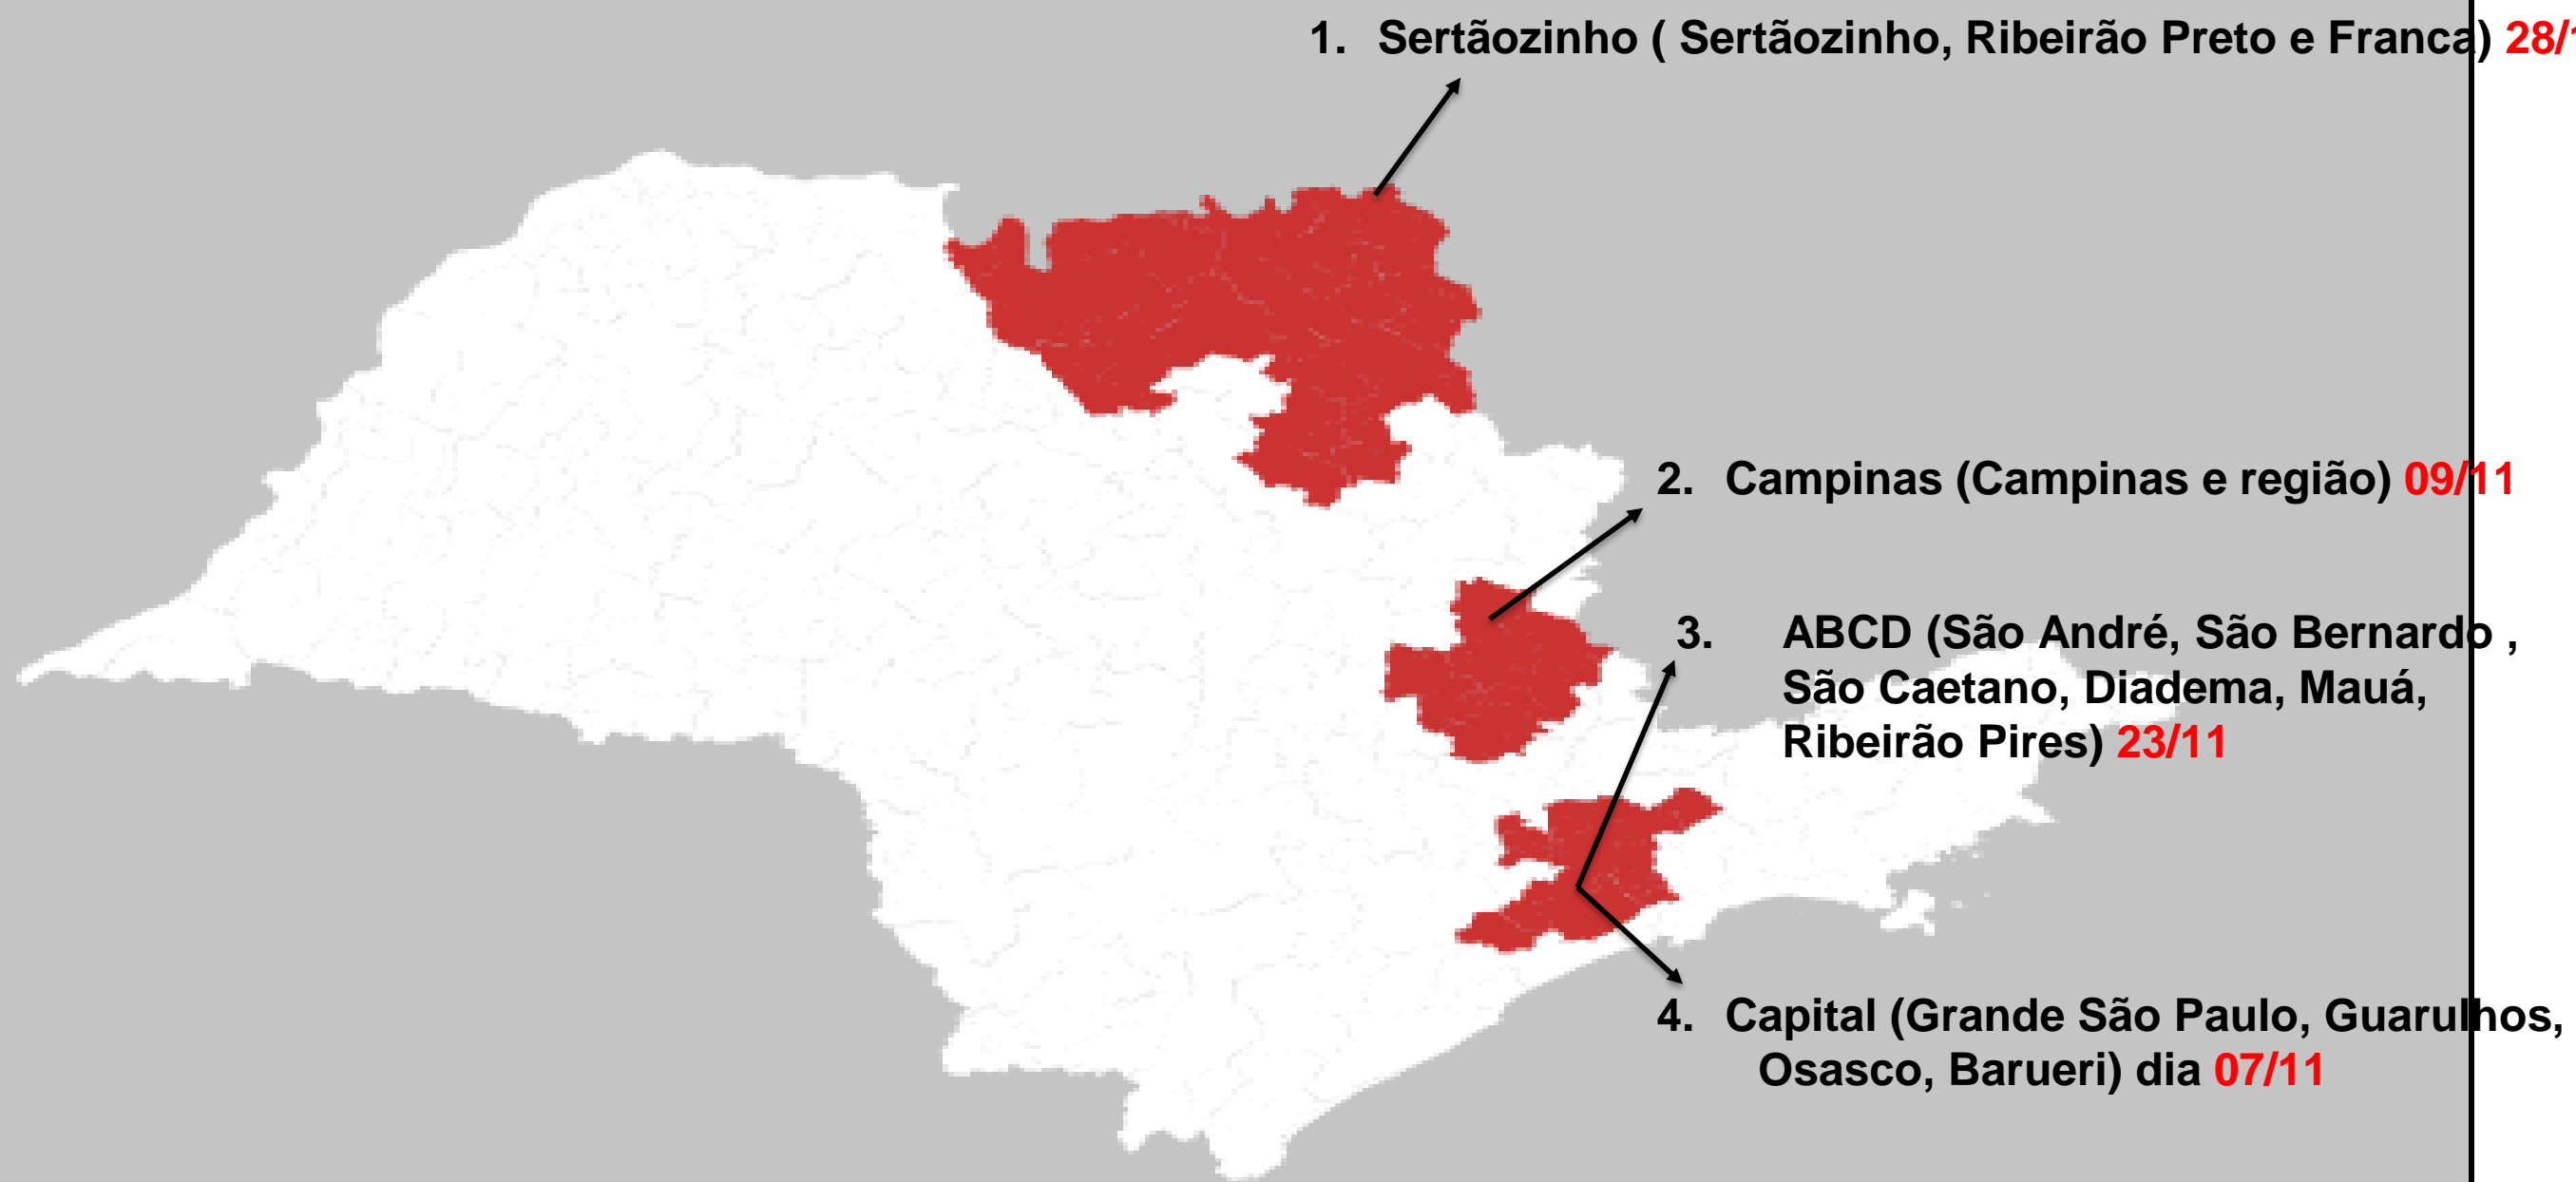 1. Sertãozinho ( Sertãozinho, Ribeirão Preto e Franca) 28/
2. Campinas (Campinas e região) 09/11
3. ABCD (São André, São Bernardo ,
São Caetano, Diadema, Mauá,
Ribeirão Pires) 23/11
4. Capital (Grande São Paulo, Guarulhos,
Osasco, Barueri) dia 07/11